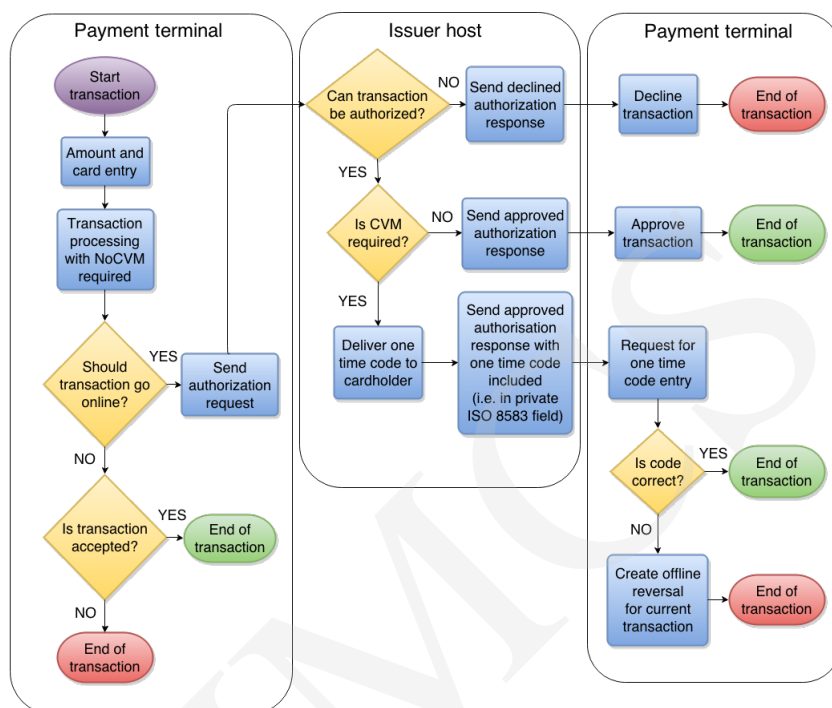 Payment terminal
Start
transaction
Amount and
card entry
Transaction
processing
with NoCVM
required
Should
transaction go
online?
YES
Send
authorization
request
NO
Is transaction
accepted?
YES
End of
transaction
NO
End of
transaction
Issuer host
Can transaction
be authorized?
NO
Send declined
authorization
response
YES
Is CVM
required?
NO
Send approved
authorization
response
YES
Deliver one
time code to
cardholder
Send approved
authorisation
response with
one time code
included
(i.e. in private
ISO 8583 field)
Payment terminal
Decline
transaction
End of
transaction
Approve
transaction
End of
transaction
Request for
one time
code entry
Is code
correct?
YES
End of
transaction
NO
Create offline
reversal
for current
transaction
End of
transaction